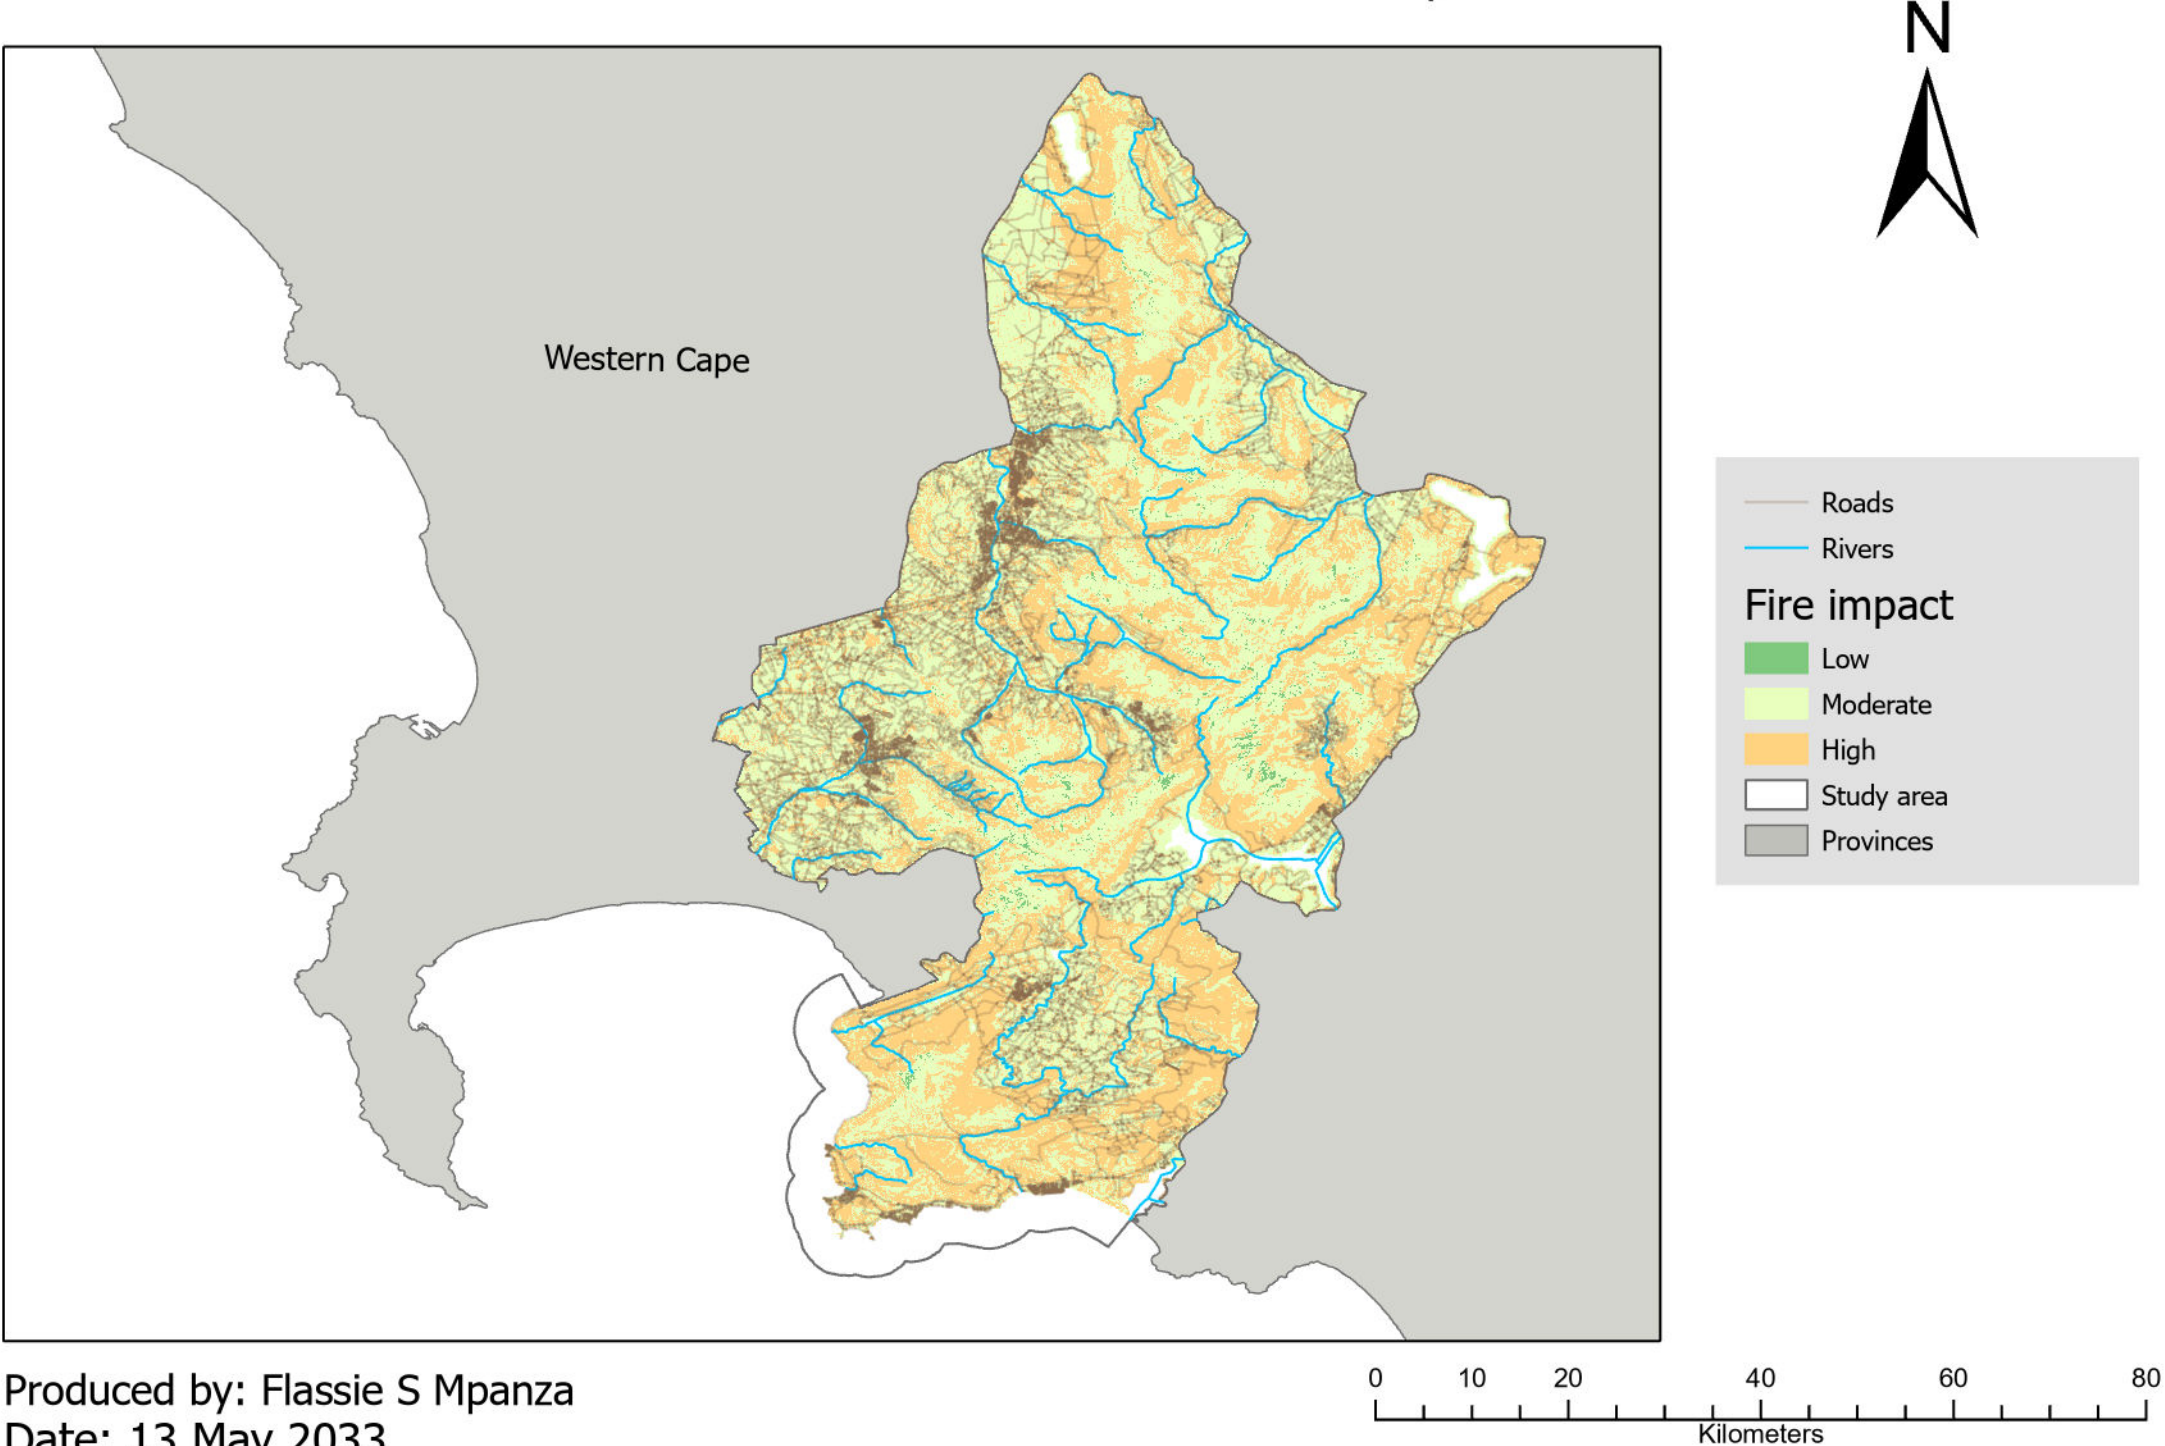 N
Western Cape
Roads
Rivers
Fire impact
Low
Moderate
High
Study area
Provinces
Produced by: Flassie S Mpanza
Date: 13 May 2033
0 10 20 40 60 80
Kilometers